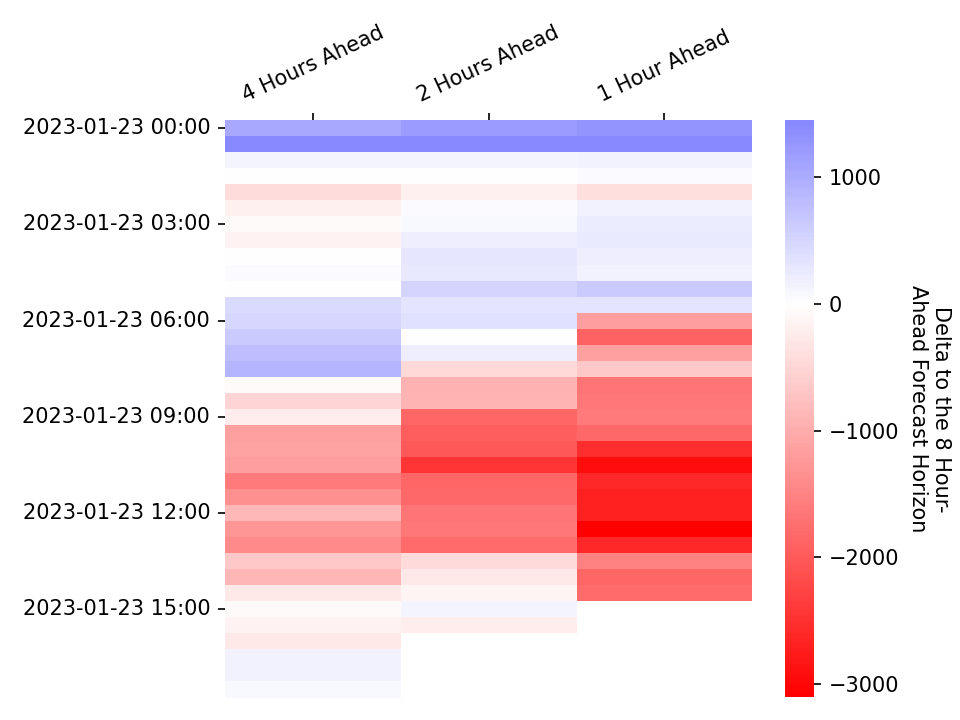 4 Hours Ahead
2 Hours Ahead
1 Hour Ahead
2023-01-23 00:00
2023-01-23 03:00
2023-01-23 06:00
2023-01-23 09:00
2023-01-23 12:00
2023-01-23 15:00
1000
0
−1000
−2000
−3000
Delta to the 8 Hour-
Ahead Forecast Horizon